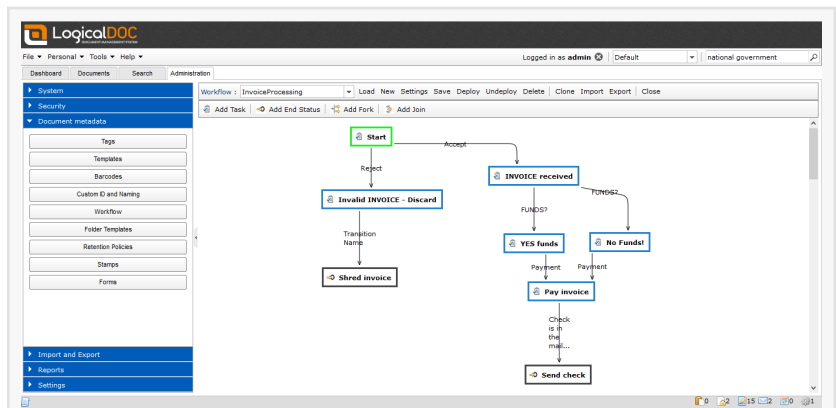 LogicalDOC
DOCUMENT MANAGEMENT SYSTEM
File Personal Tools Help
Logged in as admin Default national government
Dashboard Documents Search Administration
System
Security
Document metadata
Tags
Templates
Barcodes
Custom ID and Naming
Workflow
Folder Templates
Retention Policies
Stamps
Forms
Import and Export
Reports
Settings
Workflow : InvoiceProcessing Load New Settings Save Deploy Undeploy Delete Clone Import Export Close
Add Task Add End Status Add Fork Add Join
Start
Accept
Reject
INVOICE received
Invalid INVOICE - Discard
FUNDS?
FUNDS?
Transition
Name
YES funds
No Funds!
Shred invoice
Payment
Payment
Pay invoice
Check
is in
the
mail...
Send check
0 2 15 2 0 1